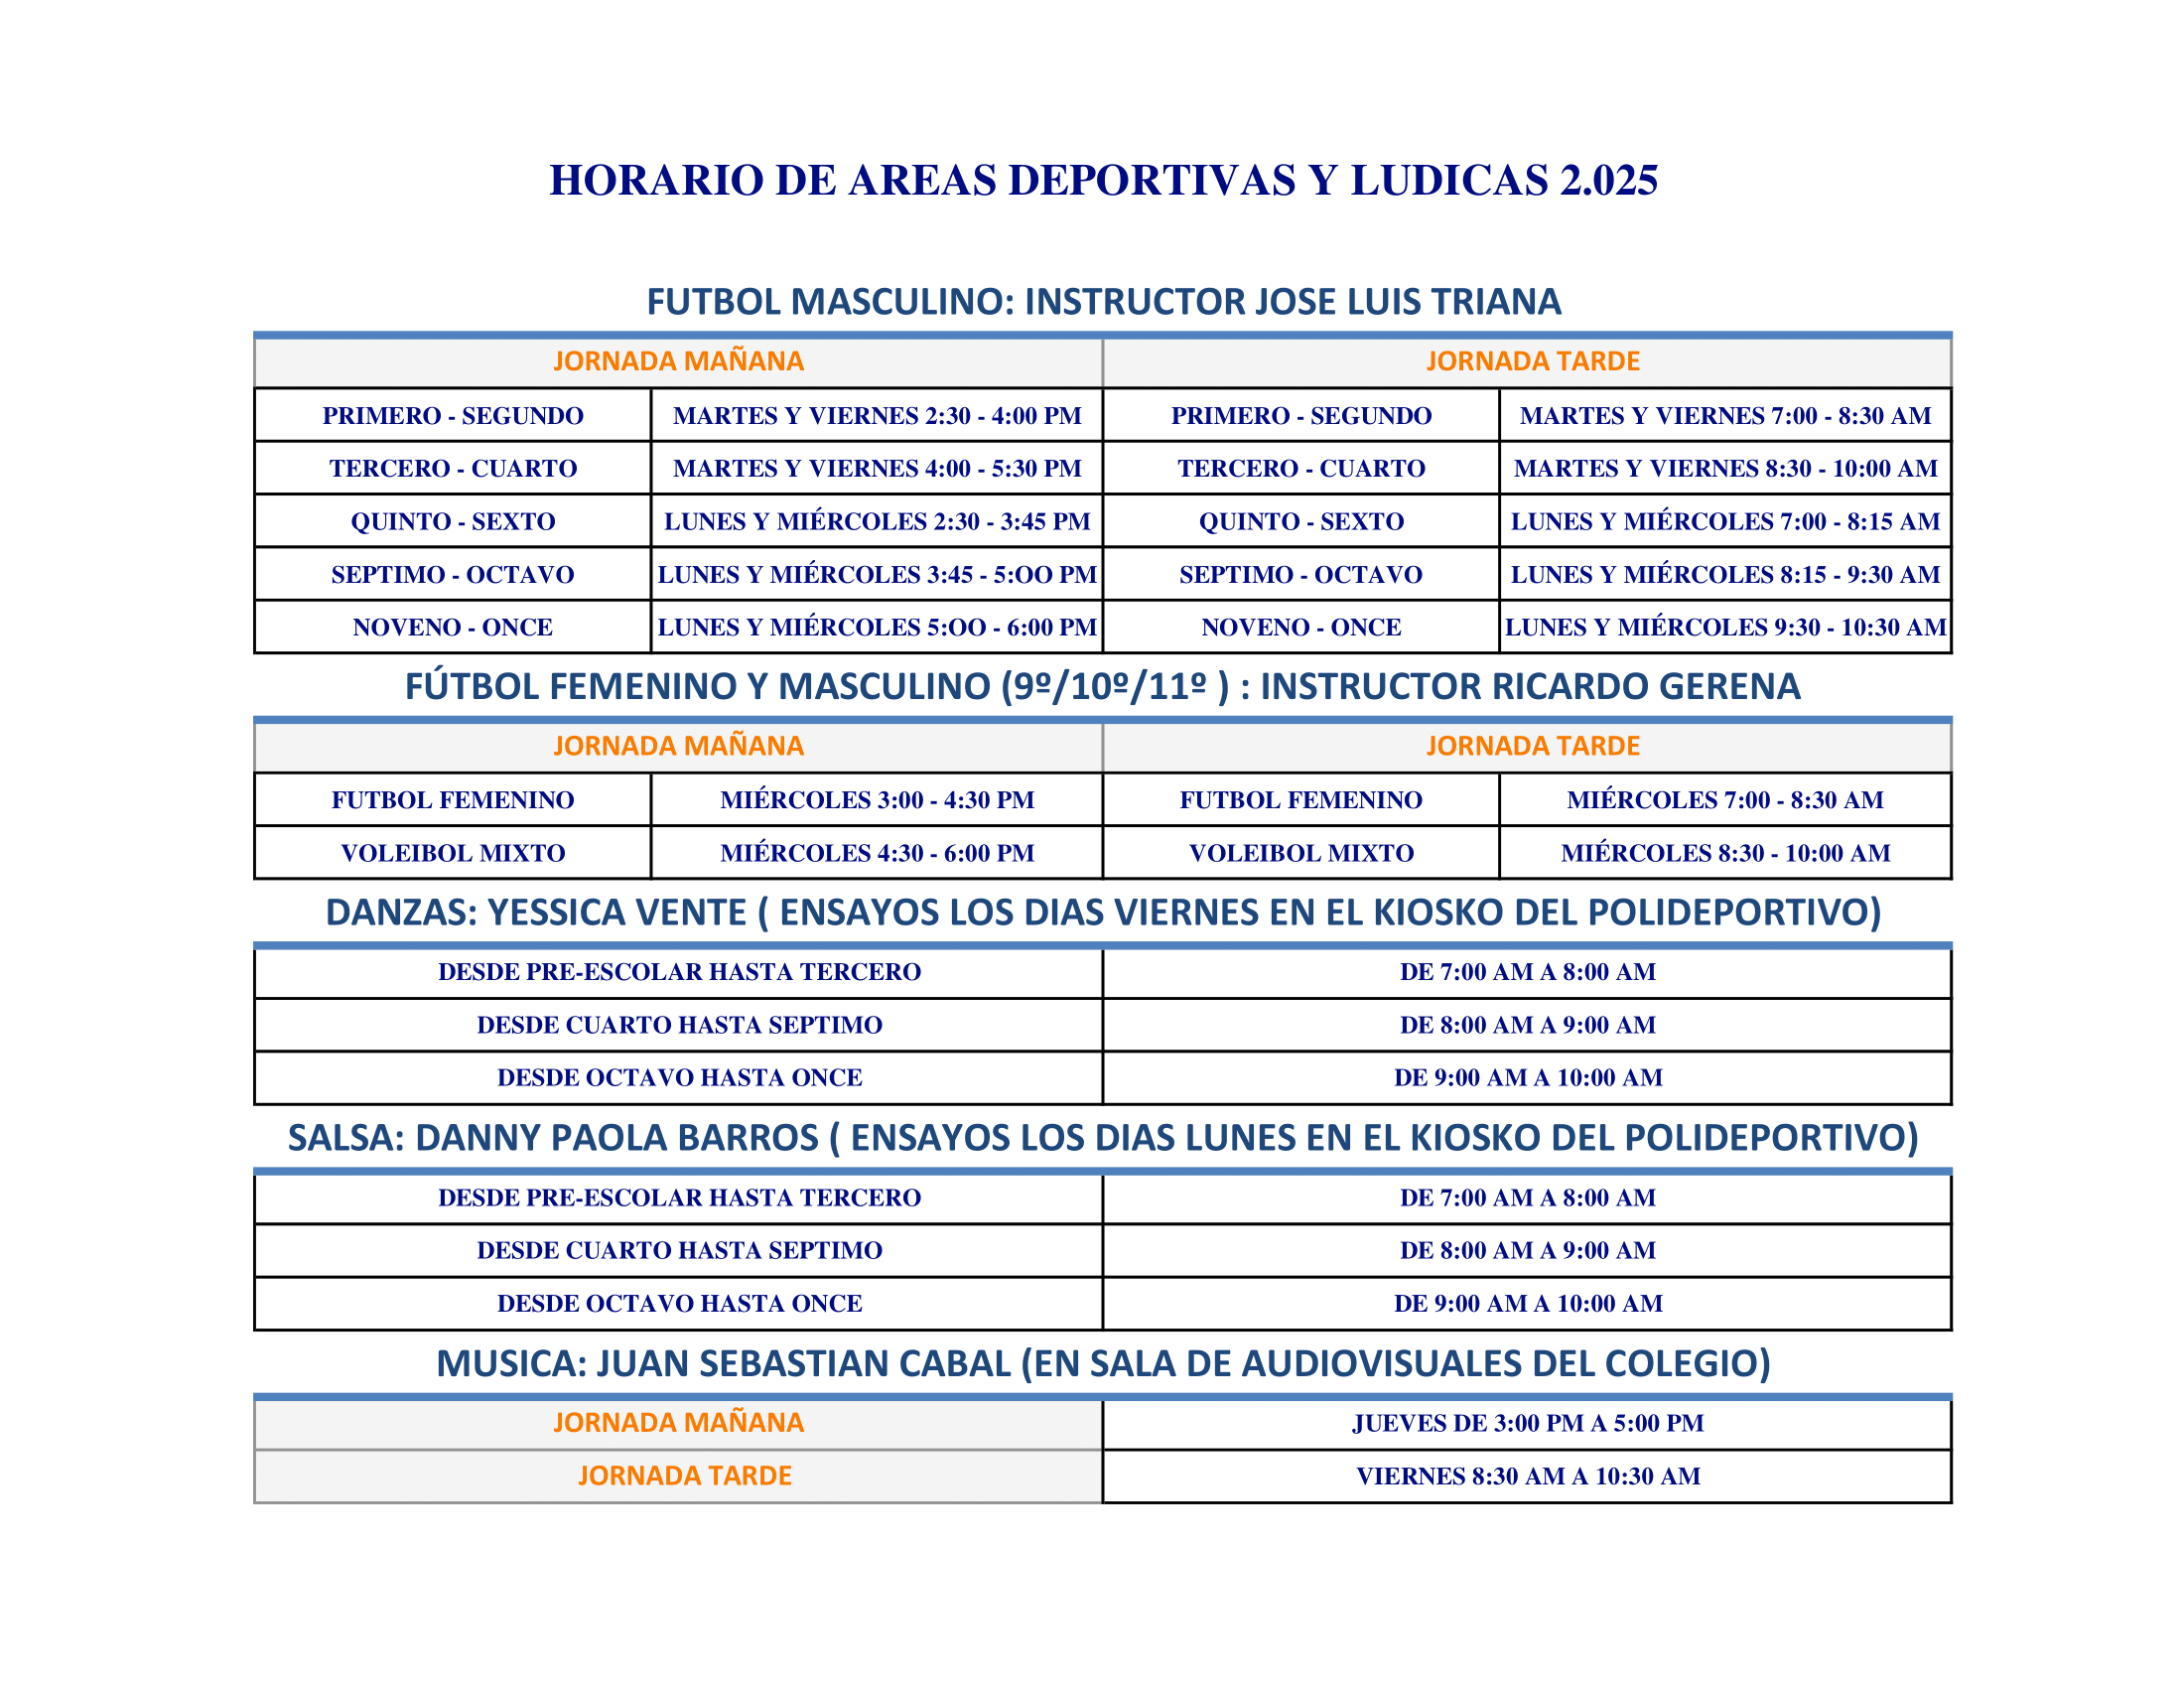 HORARIO DE AREAS DEPORTIVAS Y LUDICAS 2.025
FUTBOL MASCULINO: INSTRUCTOR JOSE LUIS TRIANA
JORNADA MAÑANA JORNADA TARDE
PRIMERO - SEGUNDO MARTES Y VIERNES 2:30 - 4:00 PM PRIMERO - SEGUNDO MARTES Y VIERNES 7:00 - 8:30 AM
TERCERO - CUARTO MARTES Y VIERNES 4:00 - 5:30 PM TERCERO - CUARTO MARTES Y VIERNES 8:30 - 10:00 AM
QUINTO - SEXTO LUNES Y MIÉRCOLES 2:30 - 3:45 PM QUINTO - SEXTO LUNES Y MIÉRCOLES 7:00 - 8:15 AM
SEPTIMO - OCTAVO LUNES Y MIÉRCOLES 3:45 - 5:OO PM SEPTIMO - OCTAVO LUNES Y MIÉRCOLES 8:15 - 9:30 AM
NOVENO - ONCE LUNES Y MIÉRCOLES 5:OO - 6:00 PM NOVENO - ONCE LUNES Y MIÉRCOLES 9:30 - 10:30 AM
FÚTBOL FEMENINO Y MASCULINO (9º/10º/11º ) : INSTRUCTOR RICARDO GERENA
JORNADA MAÑANA JORNADA TARDE
FUTBOL FEMENINO MIÉRCOLES 3:00 - 4:30 PM FUTBOL FEMENINO MIÉRCOLES 7:00 - 8:30 AM
VOLEIBOL MIXTO MIÉRCOLES 4:30 - 6:00 PM VOLEIBOL MIXTO MIÉRCOLES 8:30 - 10:00 AM
DANZAS: YESSICA VENTE ( ENSAYOS LOS DIAS VIERNES EN EL KIOSKO DEL POLIDEPORTIVO)
DESDE PRE-ESCOLAR HASTA TERCERO DE 7:00 AM A 8:00 AM
DESDE CUARTO HASTA SEPTIMO DE 8:00 AM A 9:00 AM
DESDE OCTAVO HASTA ONCE DE 9:00 AM A 10:00 AM
SALSA: DANNY PAOLA BARROS ( ENSAYOS LOS DIAS LUNES EN EL KIOSKO DEL POLIDEPORTIVO)
DESDE PRE-ESCOLAR HASTA TERCERO DE 7:00 AM A 8:00 AM
DESDE CUARTO HASTA SEPTIMO DE 8:00 AM A 9:00 AM
DESDE OCTAVO HASTA ONCE DE 9:00 AM A 10:00 AM
MUSICA: JUAN SEBASTIAN CABAL (EN SALA DE AUDIOVISUALES DEL COLEGIO)
JORNADA MAÑANA JUEVES DE 3:00 PM A 5:00 PM
JORNADA TARDE VIERNES 8:30 AM A 10:30 AM